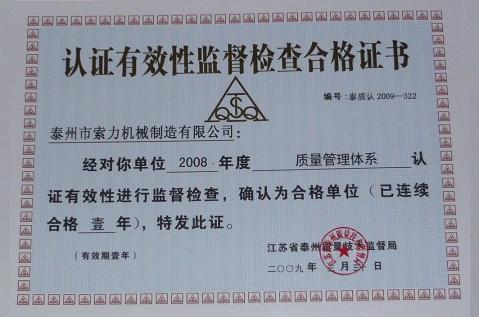 认证有效性监督检查合格证书
编号：泰质认2009—322
泰州市索力机械制造有限公司：
经对你单位 2008 年度 质量管理体系 认
证有效性进行监督检查，确认为合格单位（已连续
合格 壹 年），特发此证。
（有效期壹年）
江苏省泰州质量技术监督局
二〇〇九年 月 日